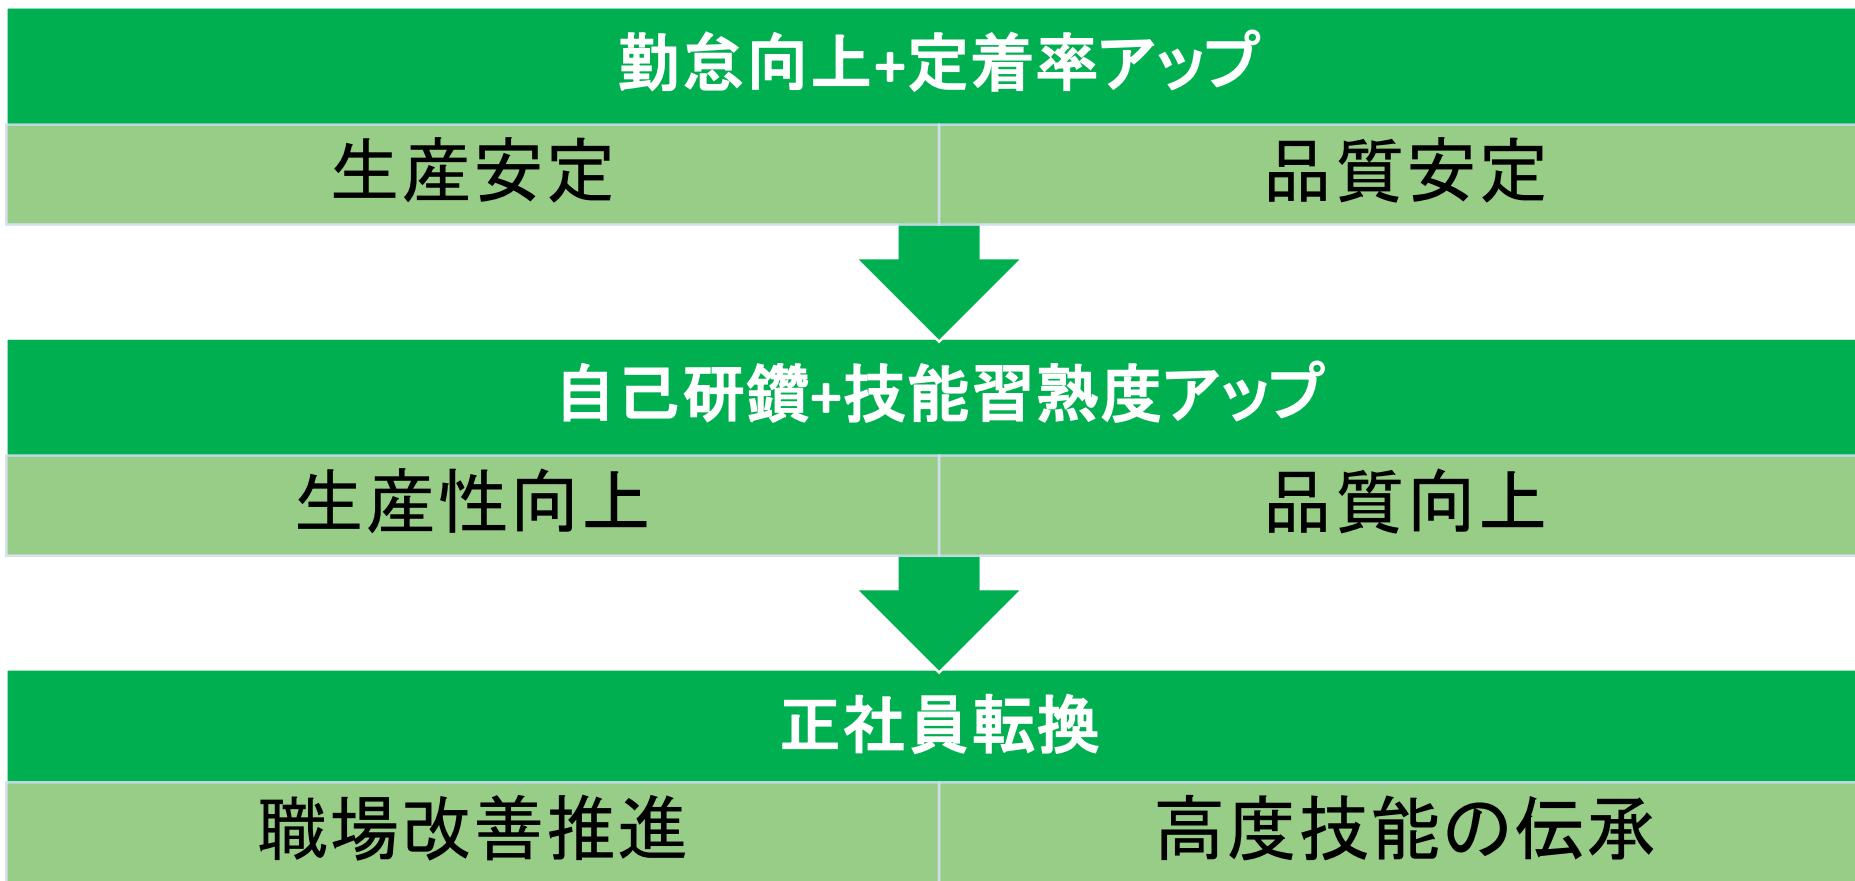 勤怠向上+定着率アップ
生産安定
品質安定
自己研鑽+技能習熟度アップ
生産性向上
品質向上
正社員転換
職場改善推進
高度技能の伝承